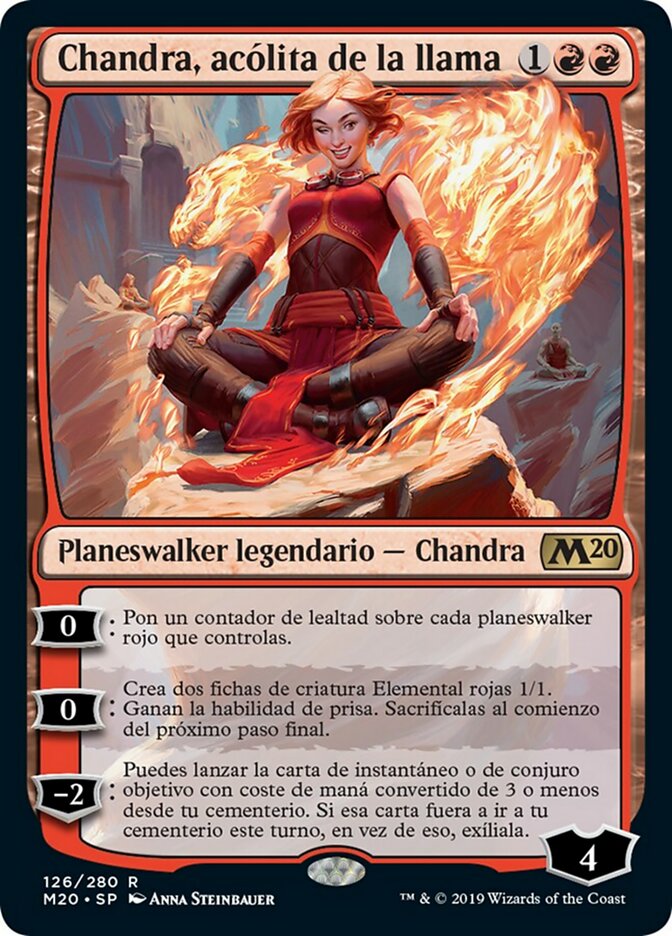 Chandra, acólita de la llama 1
Planeswalker legendario — Chandra M20
0: Pon un contador de lealtad sobre cada planeswalker
rojo que controlas.
0: Crea dos fichas de criatura Elemental rojas 1/1.
Ganan la habilidad de prisa. Sacrifícalas al comienzo
del próximo paso final.
-2: Puedes lanzar la carta de instantáneo o de conjuro
objetivo con coste de maná convertido de 3 o menos
desde tu cementerio. Si esa carta fuera a ir a tu
cementerio este turno, en vez de eso, exíliala.
4
126/280 R
M20 • SP Anna Steinbauer
™ & © 2019 Wizards of the Coast